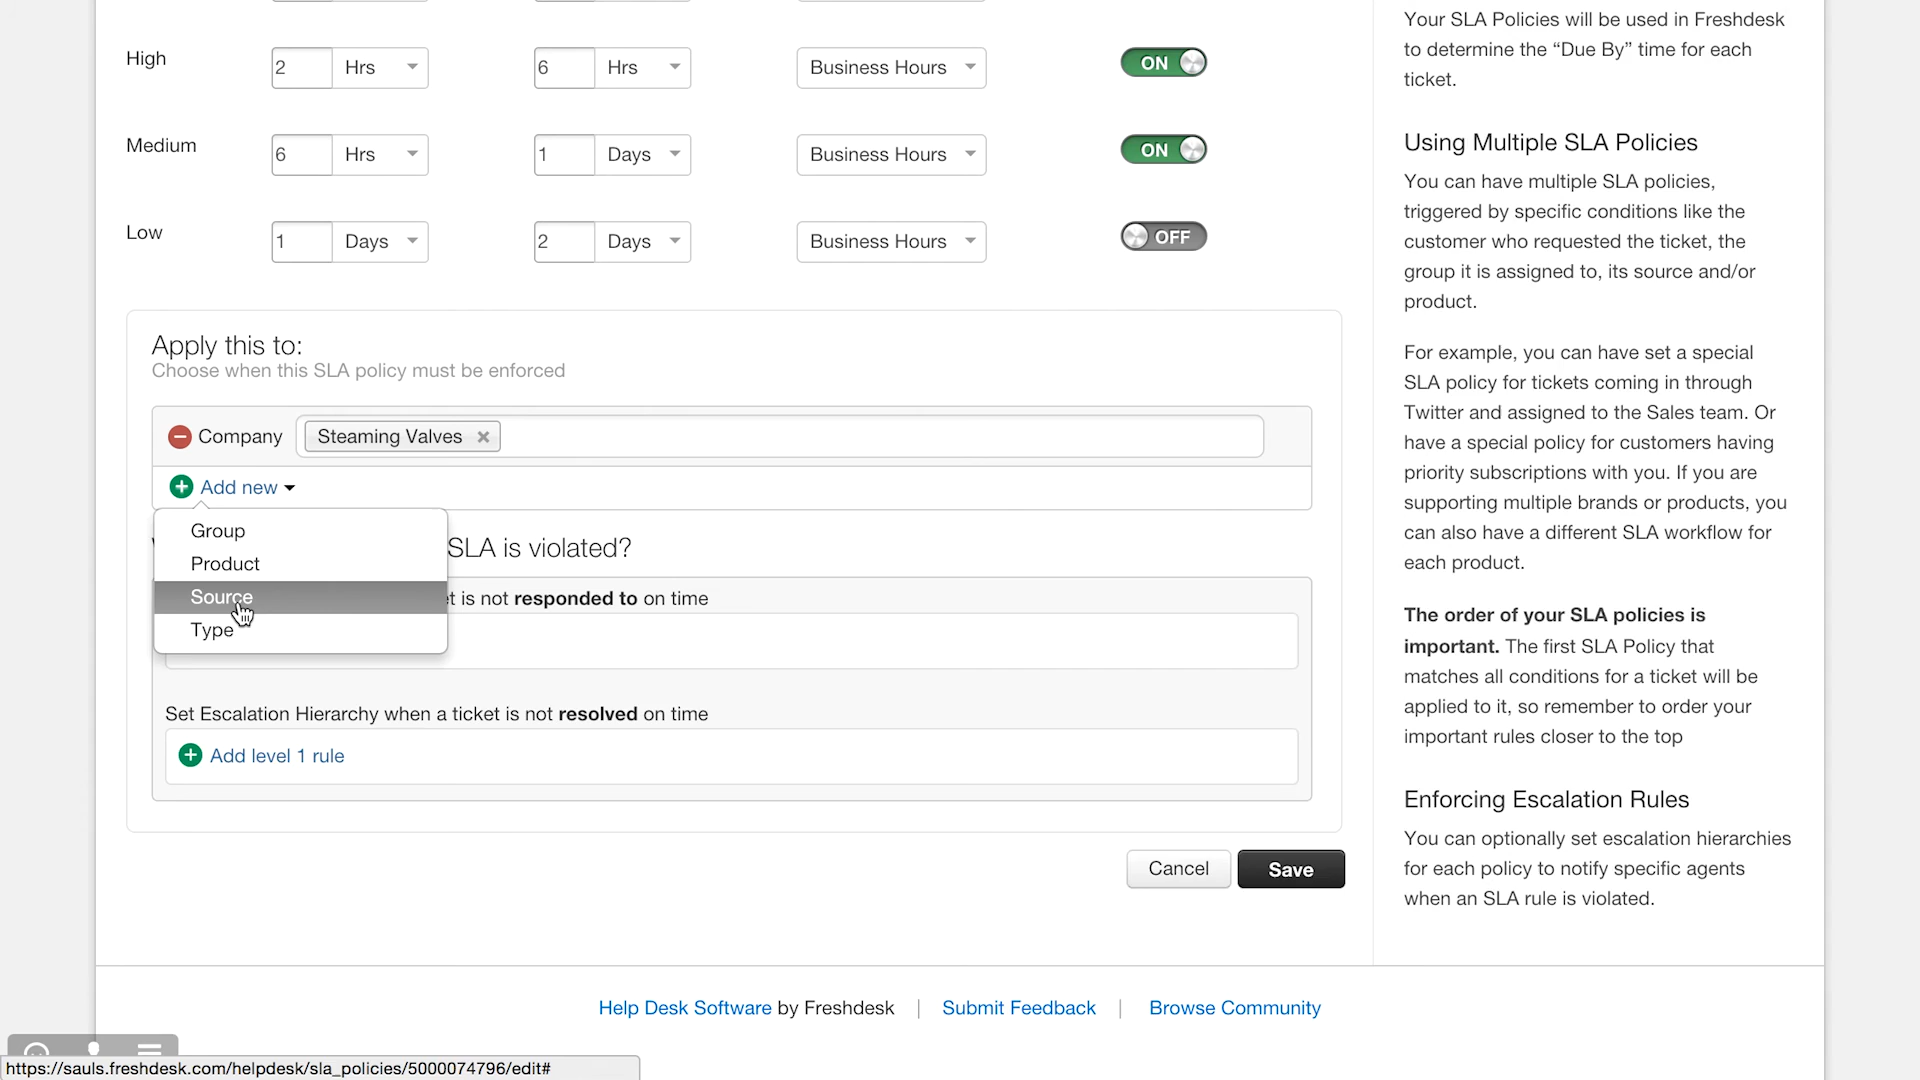 High
2 Hrs
6 Hrs
Business Hours
ON
Medium
6 Hrs
1 Days
Business Hours
ON
Low
1 Days
2 Days
Business Hours
OFF
Apply this to:
Choose when this SLA policy must be enforced
Company
Steaming Valves ×
Add new
Group
Product
Source
Type
SLA is violated?
is not responded to on time
Set Escalation Hierarchy when a ticket is not resolved on time
Add level 1 rule
Cancel
Save
Your SLA Policies will be used in Freshdesk
to determine the “Due By” time for each
ticket.
Using Multiple SLA Policies
You can have multiple SLA policies,
triggered by specific conditions like the
customer who requested the ticket, the
group it is assigned to, its source and/or
product.
For example, you can have set a special
SLA policy for tickets coming in through
Twitter and assigned to the Sales team. Or
have a special policy for customers having
priority subscriptions with you. If you are
supporting multiple brands or products, you
can also have a different SLA workflow for
each product.
The order of your SLA policies is
important. The first SLA Policy that
matches all conditions for a ticket will be
applied to it, so remember to order your
important rules closer to the top
Enforcing Escalation Rules
You can optionally set escalation hierarchies
for each policy to notify specific agents
when an SLA rule is violated.
Help Desk Software by Freshdesk | Submit Feedback | Browse Community
https://sauls.freshdesk.com/helpdesk/sla_policies/5000074796/edit#